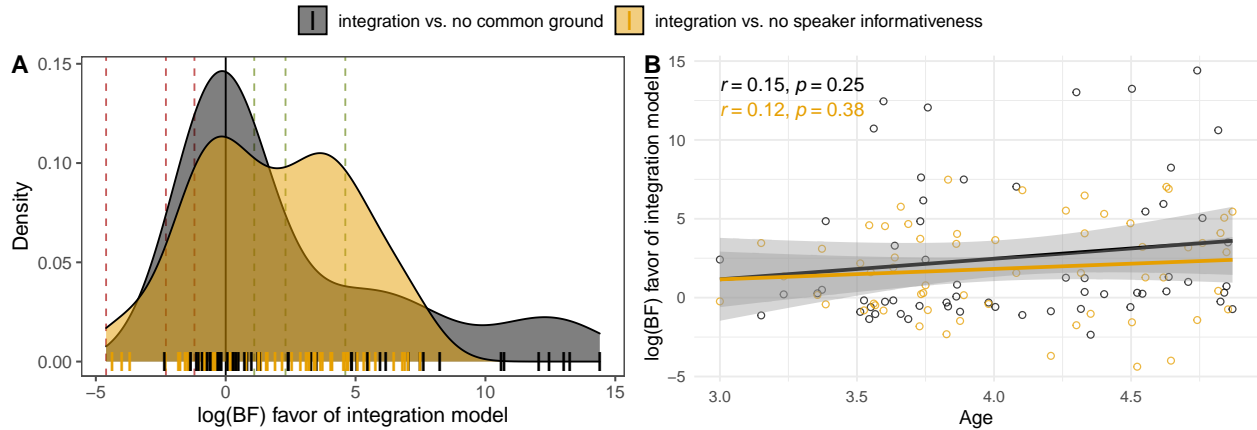 integration vs. no common ground
integration vs. no speaker informativeness
A
0.15
0.10
0.05
0.00
Density
−5
0
5
10
15
log(BF) favor of integration model
B
15
10
5
0
−5
log(BF) favor of integration model
r = 0.15, p = 0.25
r = 0.12, p = 0.38
3.0
3.5
4.0
4.5
Age